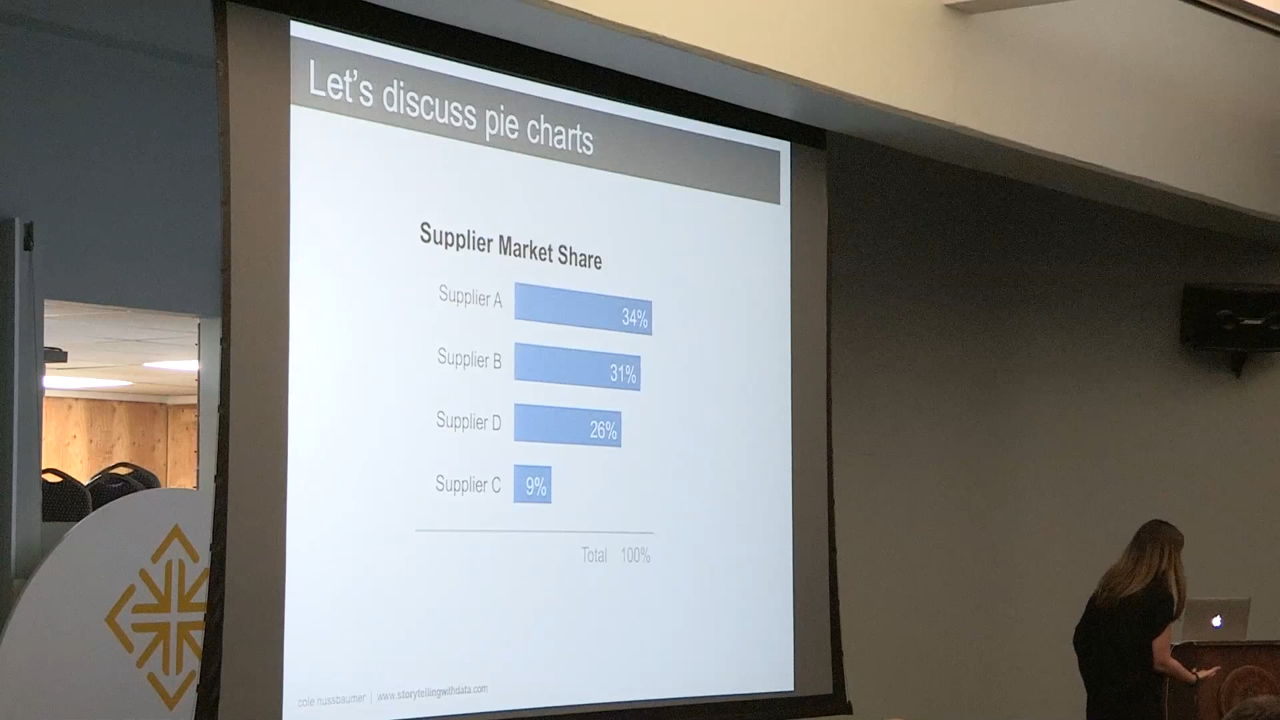 Let's discuss pie charts
Supplier Market Share
Supplier A 34%
Supplier B 31%
Supplier D 26%
Supplier C 9%
Total 100%
cole nussbaumer | www.storytellingwithdata.com